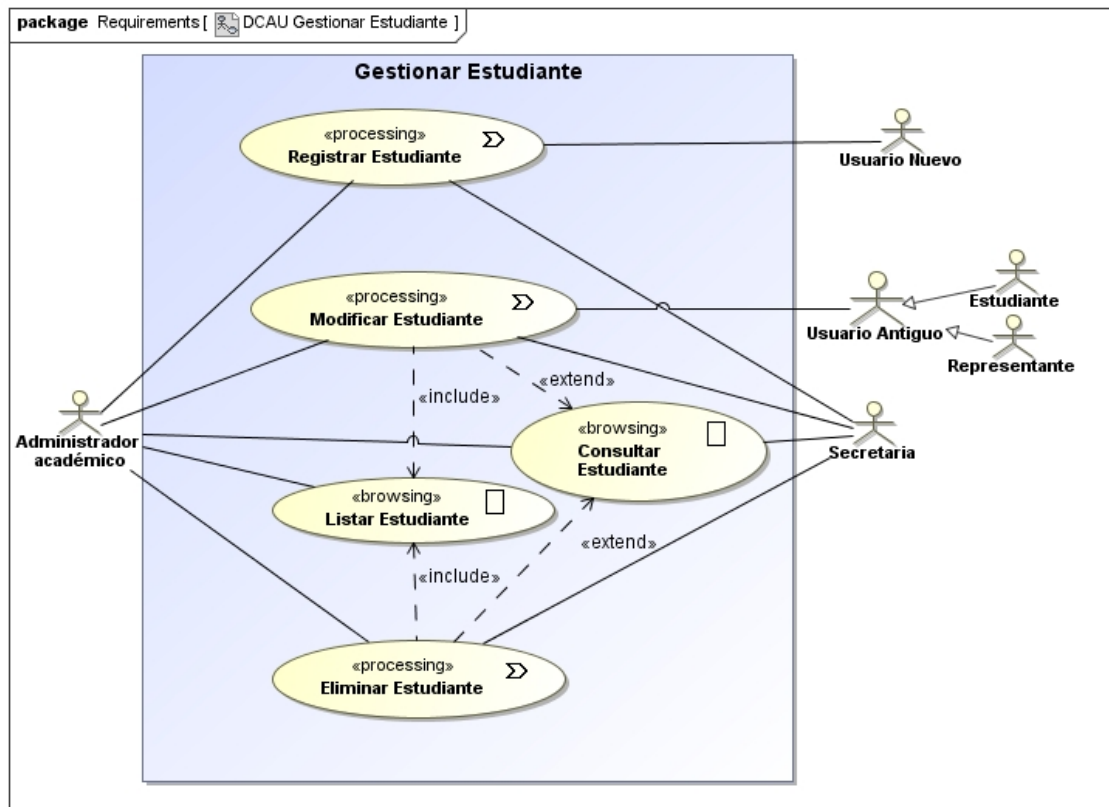 package Requirements [ DCAU Gestionar Estudiante ]
Gestionar Estudiante
«processing»
Registrar Estudiante
Usuario Nuevo
«processing»
Modificar Estudiante
Usuario Antiguo
Estudiante
Representante
«include»
«extend»
Administrador
académico
«browsing»
Consultar
Estudiante
Secretaria
«browsing»
Listar Estudiante
«extend»
«include»
«processing»
Eliminar Estudiante